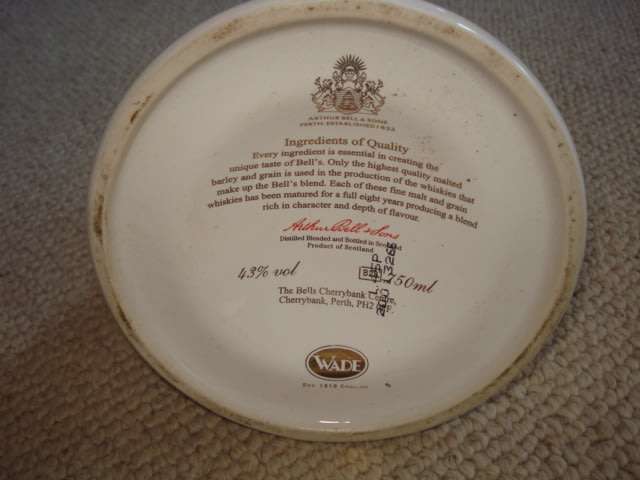 ARTHUR BELL & SONS
PERTH, ESTABLISHED 1825
Ingredients of Quality
Every ingredient is essential in creating the
unique taste of Bell's. Only the highest quality malted
barley and grain is used in the production of the whiskies that
make up the Bell's blend. Each of these fine malt and grain
whiskies has been matured for a full eight years producing a blend
rich in character and depth of flavour.
Arthur Bell & Sons
Distilled Blended and Bottled in Scotland
Product of Scotland
43% vol
750ml
The Bells Cherrybank Centre,
Cherrybank, Perth, PH2
WADE
EST. 1810 ENGLAND